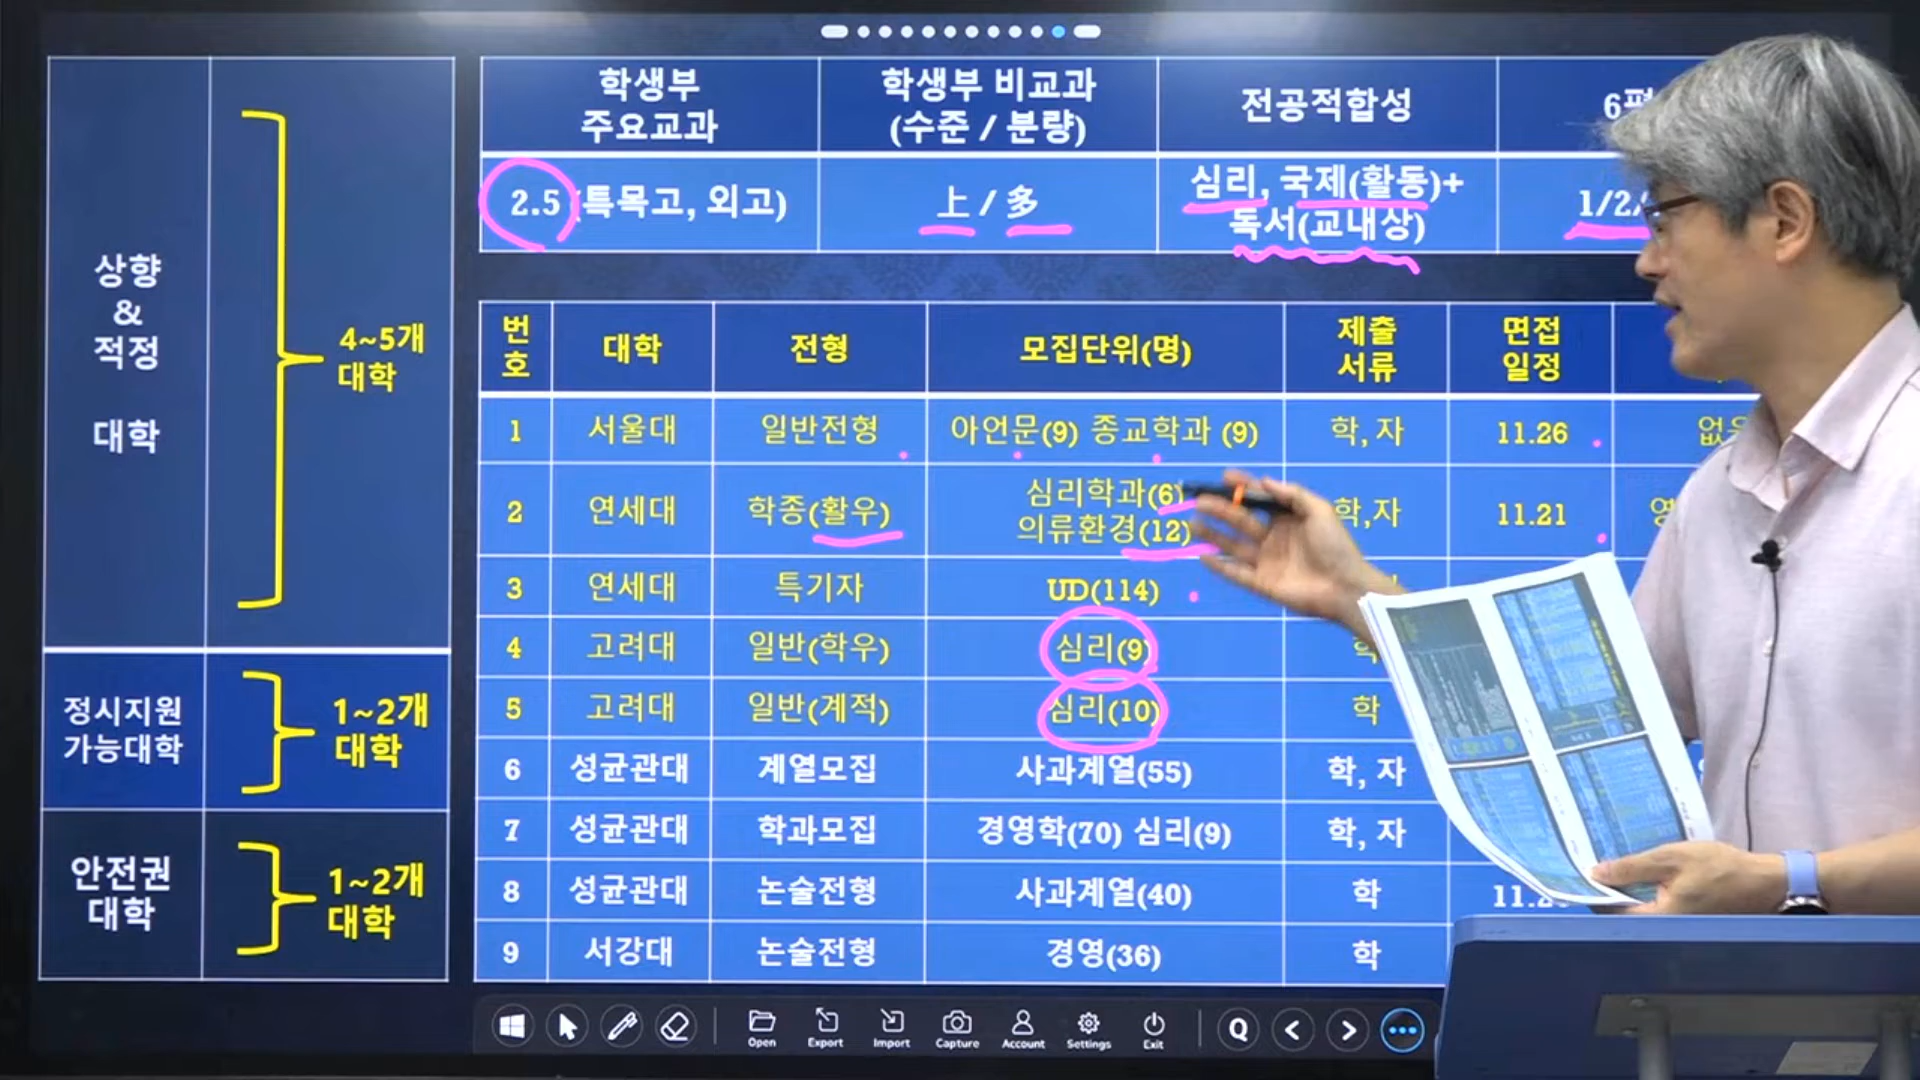 상향
&
적정
대학
4~5개
대학
정시지원
가능대학
1~2개
대학
안전권
대학
1~2개
대학
학생부
주요교과
학생부 비교과
(수준 / 분량)
전공적합성
2.5 (특목고, 외고)
上 / 多
심리, 국제(활동)+
독서(교내상)
번호 대학 전형 모집단위(명) 제출서류 면접일정
1 서울대 일반전형 아언문(9) 종교학과 (9) 학, 자 11.26
2 연세대 학종(활우) 심리학과(6) 의류환경(12) 학,자 11.21
3 연세대 특기자 UD(114)
4 고려대 일반(학우) 심리(9)
5 고려대 일반(계적) 심리(10) 학
6 성균관대 계열모집 사과계열(55) 학, 자
7 성균관대 학과모집 경영학(70) 심리(9) 학, 자
8 성균관대 논술전형 사과계열(40) 학
9 서강대 논술전형 경영(36) 학
Open Export Import Capture Account Settings Exit